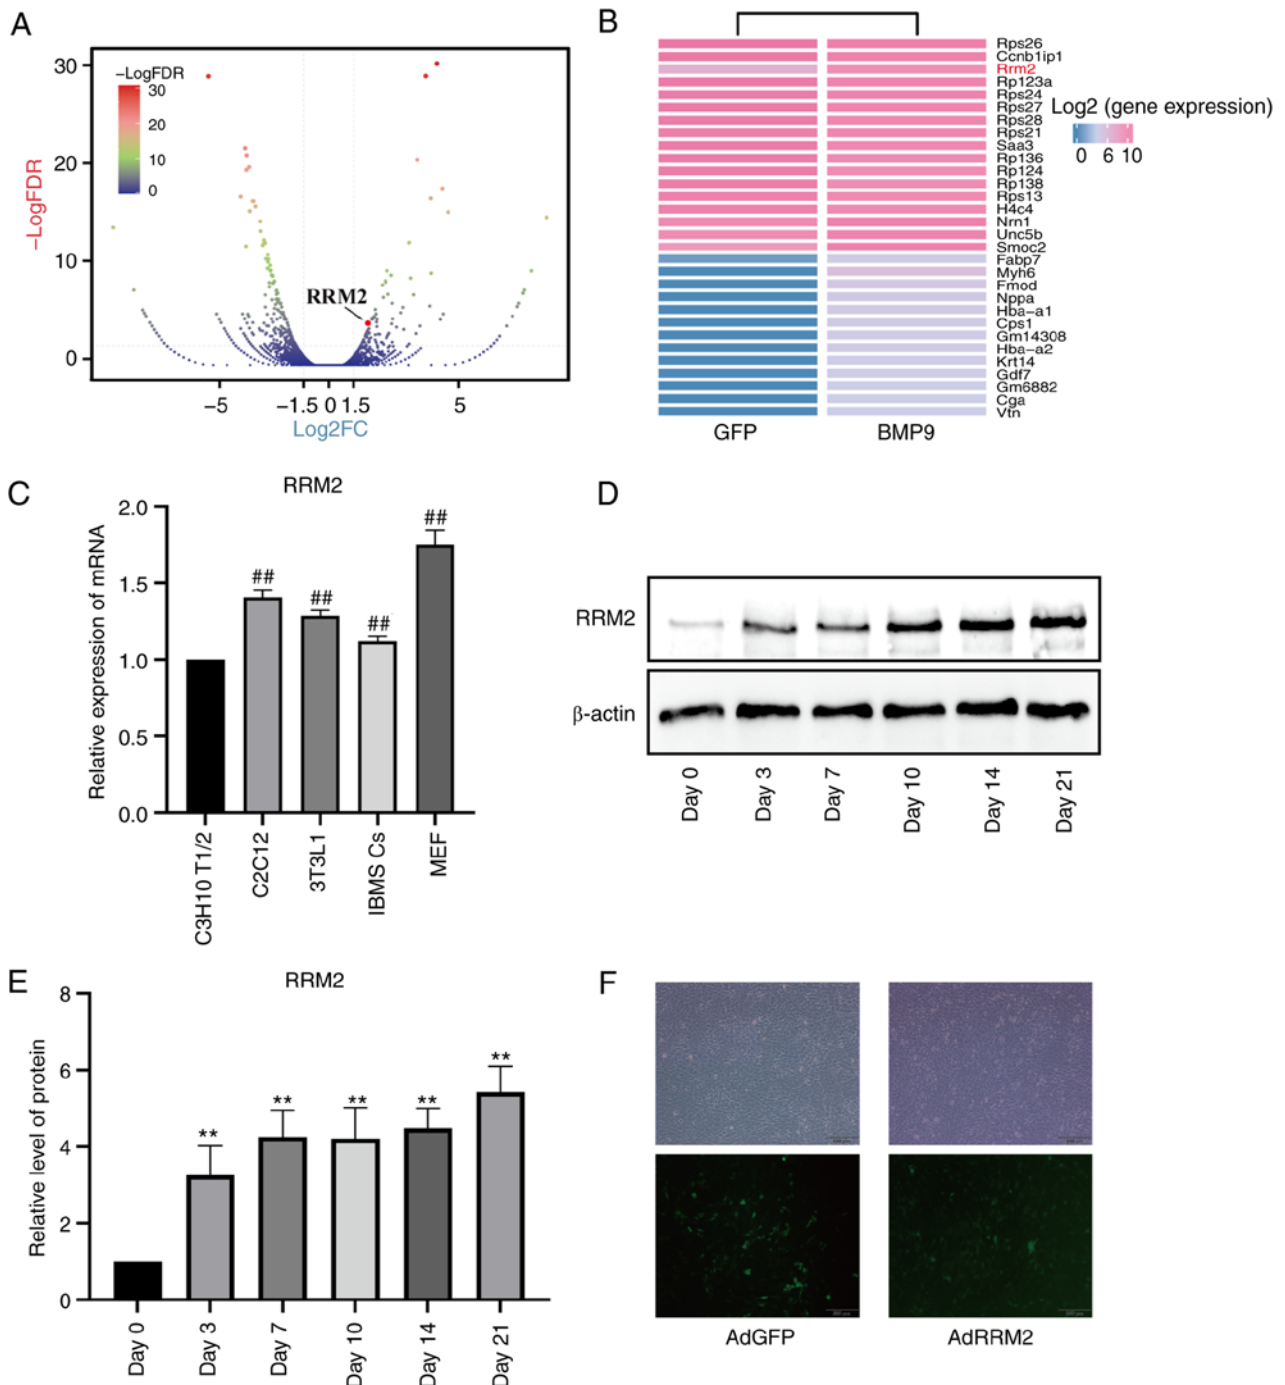 A
30
20
10
0
−LogFDR
−LogFDR
30
20
10
0
RRM2
−5
−1.5
0
1.5
5
Log2FC
B
Rps26
Ccnb1ip1
Rrm2
Rp123a
Rps24
Rps27
Rps28
Rps21
Saa3
Rp136
Rp124
Rp138
Rps13
H4c4
Nrn1
Unc5b
Smoc2
Fabp7
Myh6
Fmod
Nppa
Hba−a1
Cps1
Gm14308
Hba−a2
Krt14
Gdf7
Gm6882
Cga
Vtn
GFP
BMP9
Log2 (gene expression)
0 6 10
C
RRM2
Relative expression of mRNA
2.0
1.5
1.0
0.5
0.0
##
##
##
##
C3H10 T1/2
C2C12
3T3L1
IBMS Cs
MEF
D
RRM2
β-actin
Day 0
Day 3
Day 7
Day 10
Day 14
Day 21
E
RRM2
Relative level of protein
8
6
4
2
0
**
**
**
**
**
Day 0
Day 3
Day 7
Day 10
Day 14
Day 21
F
AdGFP
AdRRM2